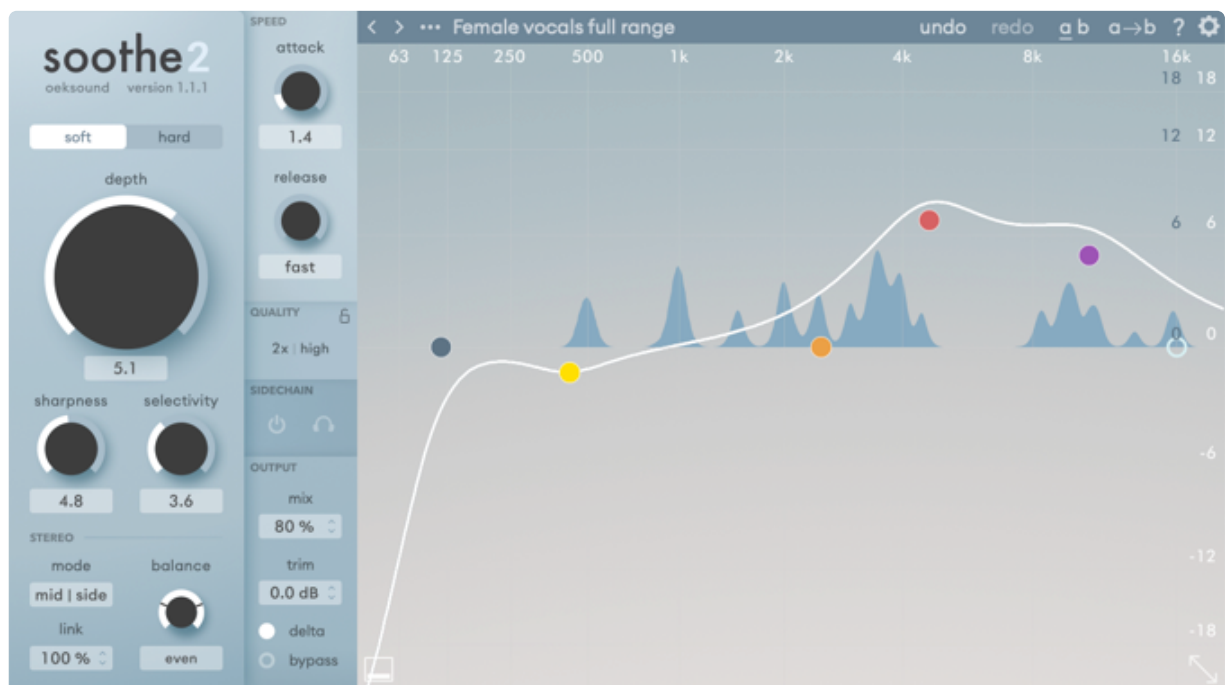 soothe2
oeksound version 1.1.1
soft hard
depth
5.1
sharpness selectivity
4.8 3.6
STEREO
mode balance
mid | side
link
100 % even
SPEED
attack
1.4
release
fast
QUALITY
2x | high
SIDECHAIN
OUTPUT
mix
80 %
trim
0.0 dB
delta
bypass
< > ••• Female vocals full range undo redo a b a→b ?
63 125 250 500 1k 2k 4k 8k 16k
18 18
12 12
6 6
0 0
-6
-12
-18